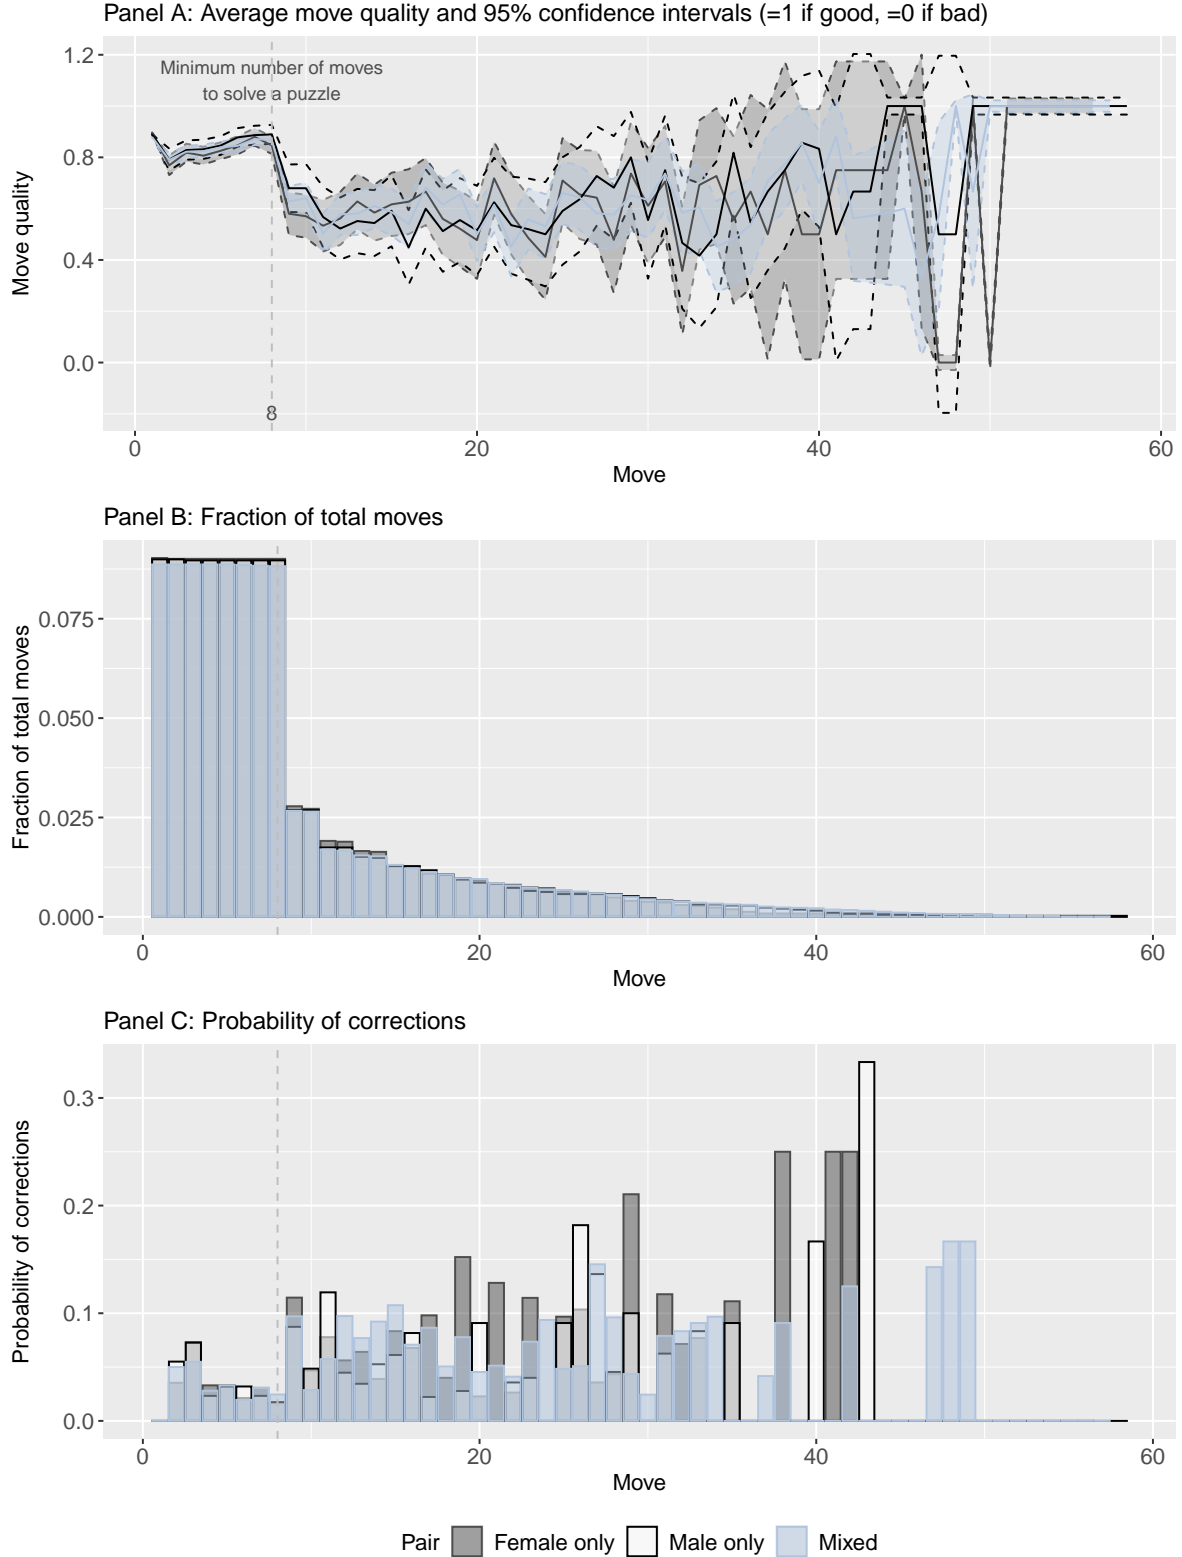 Panel A: Average move quality and 95% confidence intervals (=1 if good, =0 if bad)
Move quality
1.2
0.8
0.4
0.0
Minimum number of moves
to solve a puzzle
8
0 20 40 60
Move
Panel B: Fraction of total moves
Fraction of total moves
0.075
0.050
0.025
0.000
0 20 40 60
Move
Panel C: Probability of corrections
Probability of corrections
0.3
0.2
0.1
0.0
0 20 40 60
Move
Pair Female only Male only Mixed